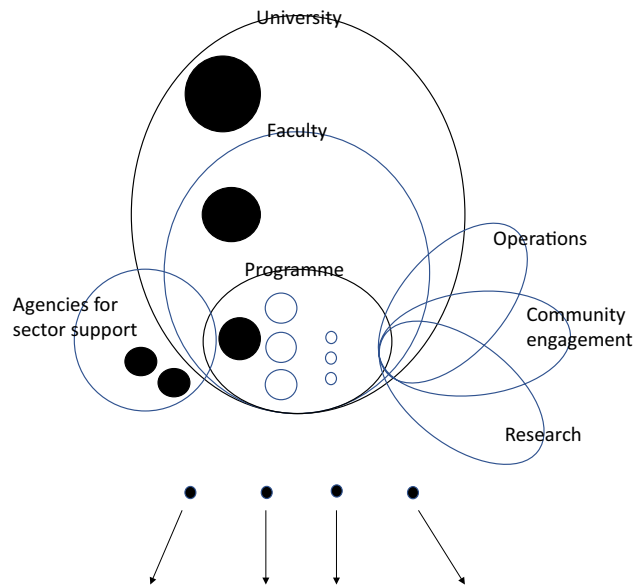 University
Faculty
Programme
Operations
Agencies for
sector support
Community
engagement
Research